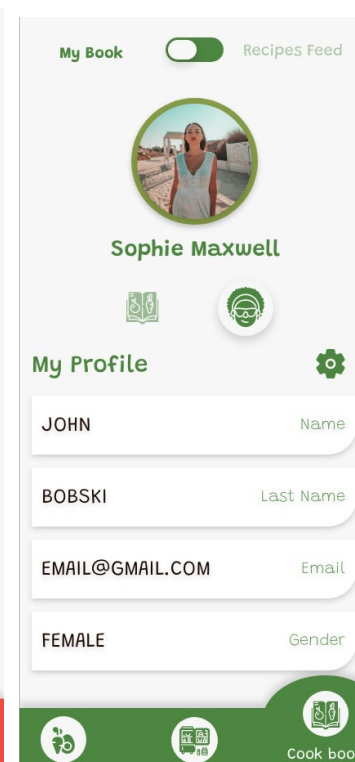 My Book Recipes Feed
Sophie Maxwell
My Profile
JOHN Name
BOBSKI Last Name
EMAIL@GMAIL.COM Email
FEMALE Gender
Cook boo